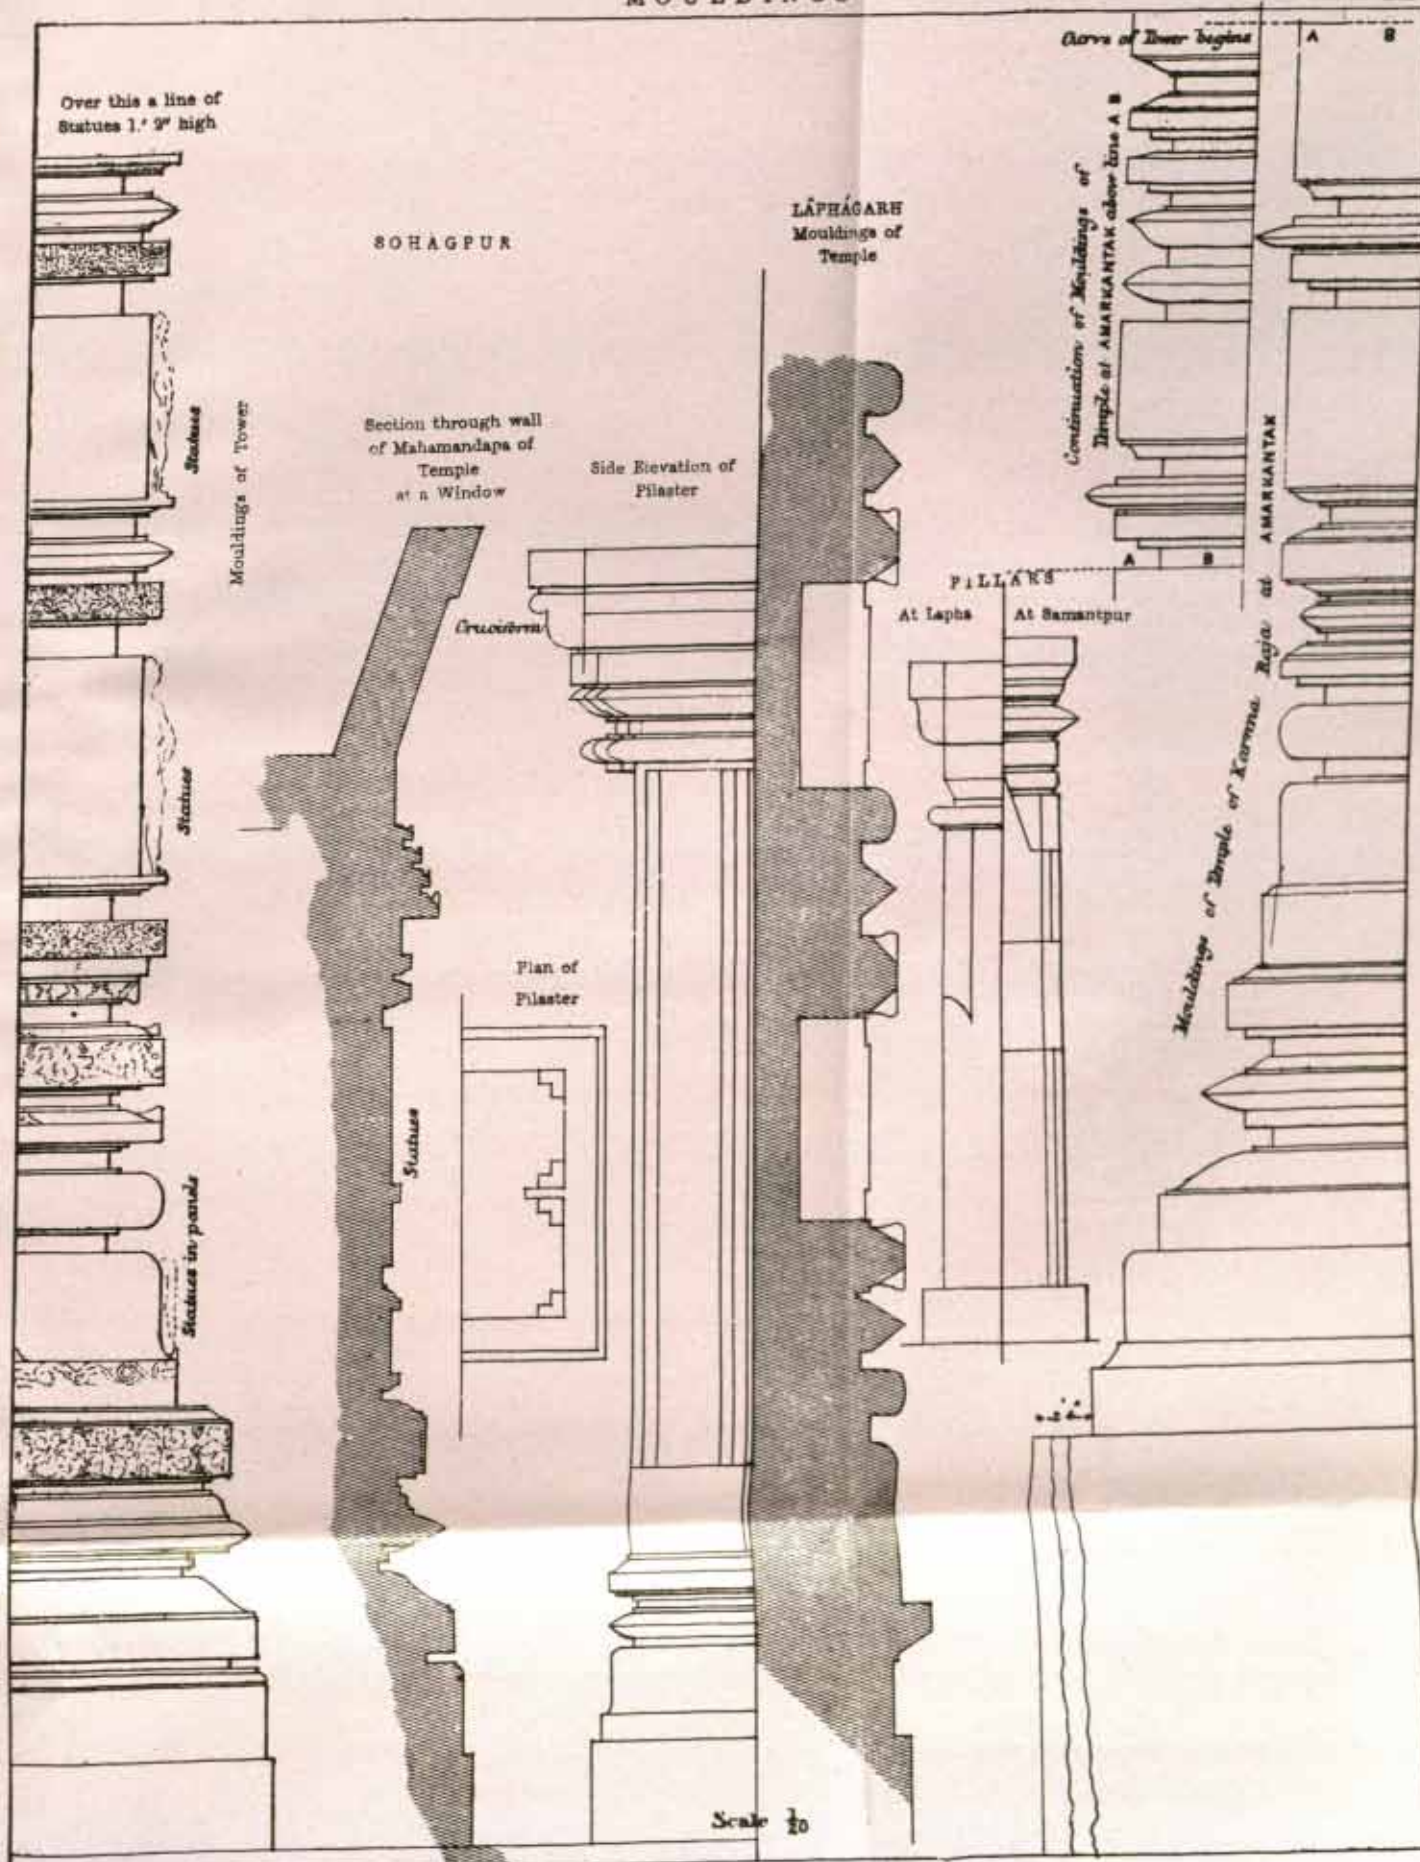 MOULDINGS
Curve of Tower begins
A B
Over this a line of
Statues 1.' 9" high
SOHAGPUR
LÂPHÁGARH
Mouldings of
Temple
Continuation of Mouldings of
Temple at AMARKANTAK above line A B
Statues
Mouldings of Tower
Section through wall
of Mahamandapa of
Temple
at a Window
Side Elevation of
Pilaster
A B
PILLARS
At Lapha
At Samantpur
Cruciform
Mouldings of Temple of Karnna Raja at AMARKANTAK
Statues
Plan of
Pilaster
Statues
Statues in panels
Scale 1/20